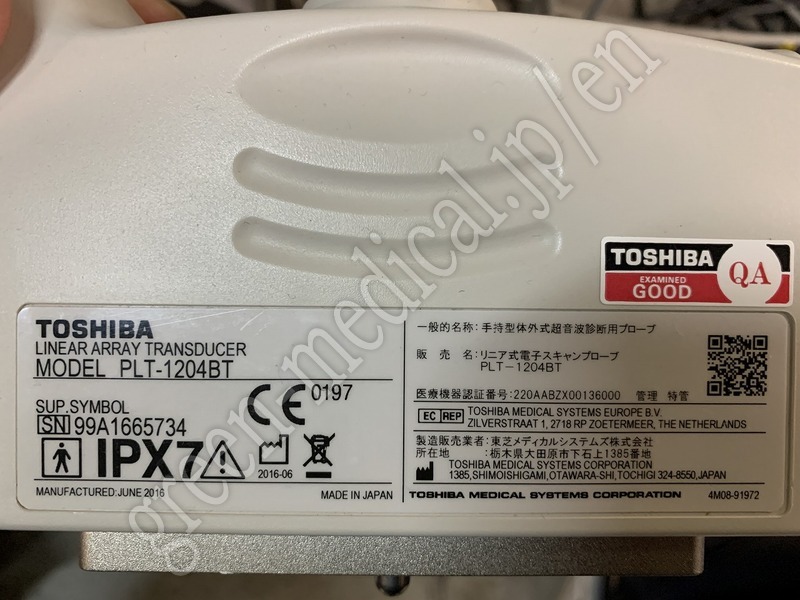 TOSHIBA
EXAMINED
GOOD
QA
TOSHIBA
LINEAR ARRAY TRANSDUCER
MODEL PLT-1204BT
CE 0197
SUP.SYMBOL
SN 99A1665734
IPX7
2016-06
MANUFACTURED:JUNE 2016
MADE IN JAPAN
一般的名称:手持型体外式超音波診断用プローブ
販売名:リニア式電子スキャンプローブ
PLT-1204BT
医療機器認証番号:220AABZX00136000 管理 特管
EC REP TOSHIBA MEDICAL SYSTEMS EUROPE B.V.
ZILVERSTRAAT 1, 2718 RP ZOETERMEER, THE NETHERLANDS
製造販売業者:東芝メディカルシステムズ株式会社
所在地:栃木県大田原市下石上1385番地
TOSHIBA MEDICAL SYSTEMS CORPORATION
1385,SHIMOISHIGAMI,OTAWARA-SHI,TOCHIGI 324-8550,JAPAN
TOSHIBA MEDICAL SYSTEMS CORPORATION
4M08-91972
green-medical.jp/en